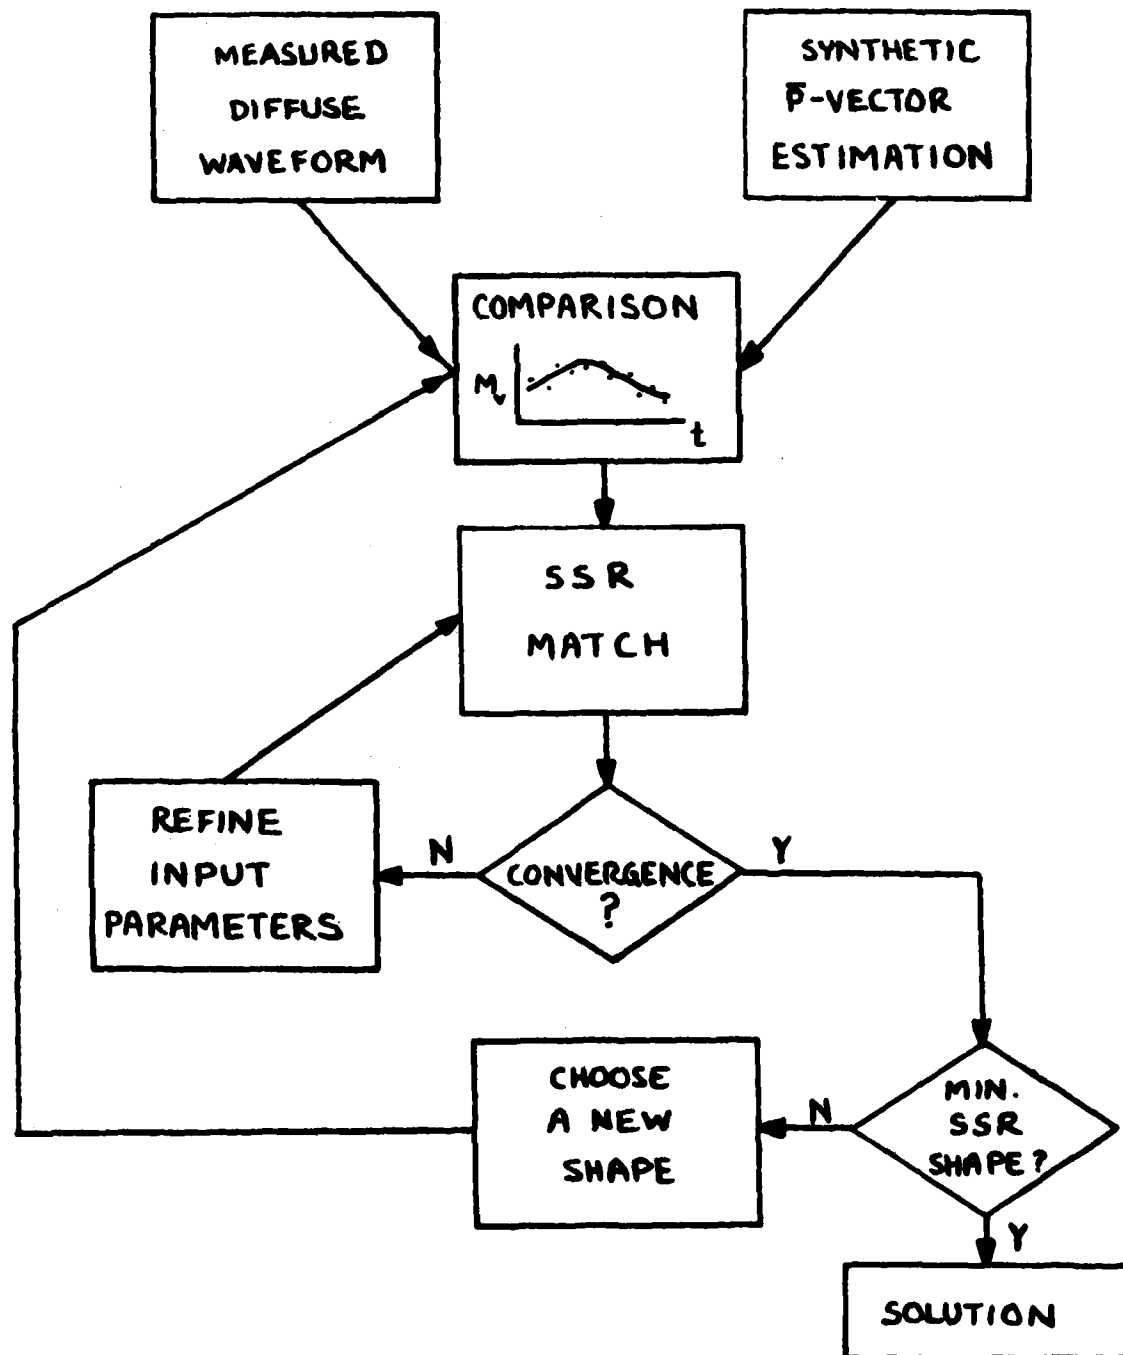 MEASURED
DIFFUSE
WAVEFORM
SYNTHETIC
P̄-VECTOR
ESTIMATION
COMPARISON
Mv
t
SSR
MATCH
REFINE
INPUT
PARAMETERS
N
CONVERGENCE
?
Y
CHOOSE
A NEW
SHAPE
N
MIN.
SSR
SHAPE?
Y
SOLUTION